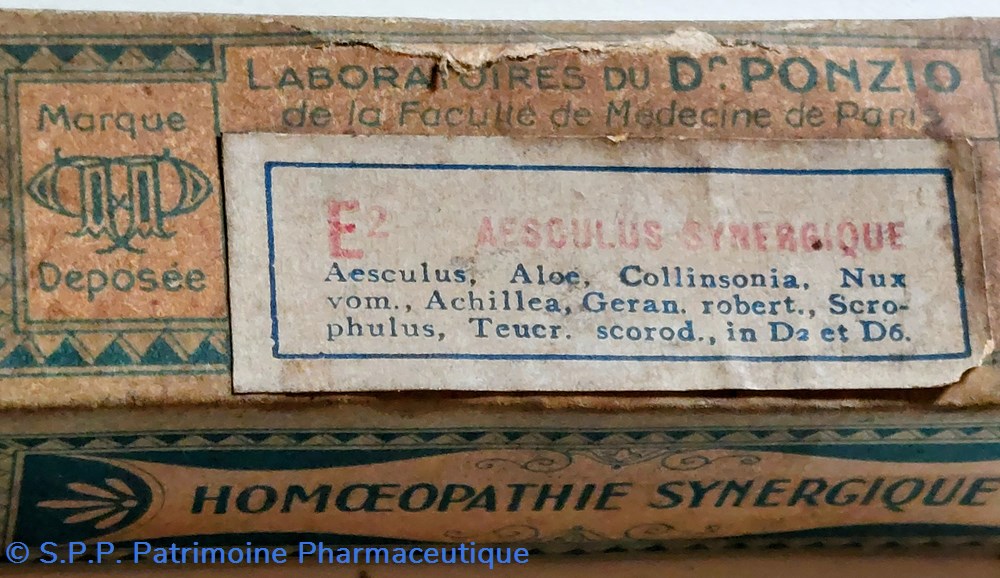 LABORATOIRES DU Dr. PONZIO
de la Faculté de Médecine de Paris
Marque
Deposée
E2 AESCULUS SYNERGIQUE
Aesculus, Aloe, Collinsonia, Nux
vom., Achillea, Geran. robert., Scro-
phulus, Teucr. scorod., in D2 et D6.
HOMŒOPATHIE SYNERGIQUE
© S.P.P. Patrimoine Pharmaceutique